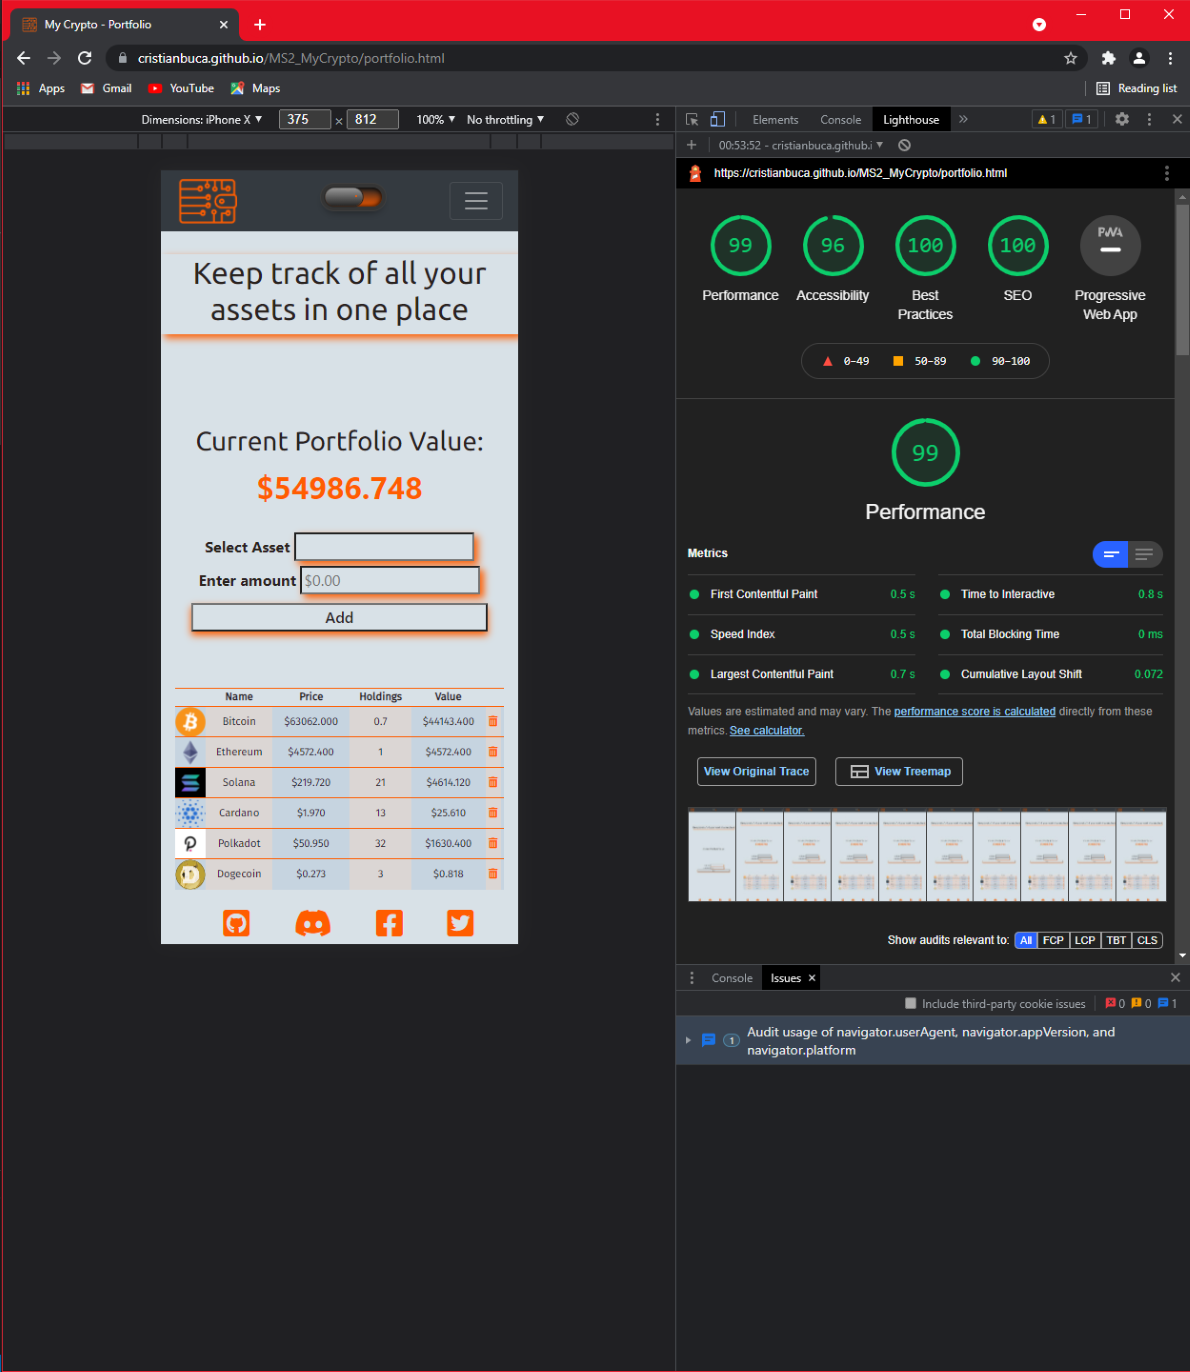 My Crypto - Portfolio
cristianbuca.github.io/MS2_MyCrypto/portfolio.html
Apps Gmail YouTube Maps Reading list
Dimensions: iPhone X 375 × 812 100% No throttling
Keep track of all your
assets in one place
Current Portfolio Value:
$54986.748
Select Asset
Enter amount $0.00
Add
Name Price Holdings Value
Bitcoin $63062.000 0.7 $44143.400
Ethereum $4572.400 1 $4572.400
Solana $219.720 21 $4614.120
Cardano $1.970 13 $25.610
Polkadot $50.950 32 $1630.400
Dogecoin $0.273 3 $0.818
Elements Console Lighthouse » 1 1
00:53:52 - cristianbuca.github.i
https://cristianbuca.github.io/MS2_MyCrypto/portfolio.html
99 96 100 100 PWA
Performance Accessibility Best Practices SEO Progressive Web App
0–49 50–89 90–100
99
Performance
Metrics
First Contentful Paint 0.5 s Time to Interactive 0.8 s
Speed Index 0.5 s Total Blocking Time 0 ms
Largest Contentful Paint 0.7 s Cumulative Layout Shift 0.072
Values are estimated and may vary. The performance score is calculated directly from these
metrics. See calculator.
View Original Trace View Treemap
Show audits relevant to: All FCP LCP TBT CLS
Console Issues
Include third-party cookie issues 0 0 1
1 Audit usage of navigator.userAgent, navigator.appVersion, and
navigator.platform